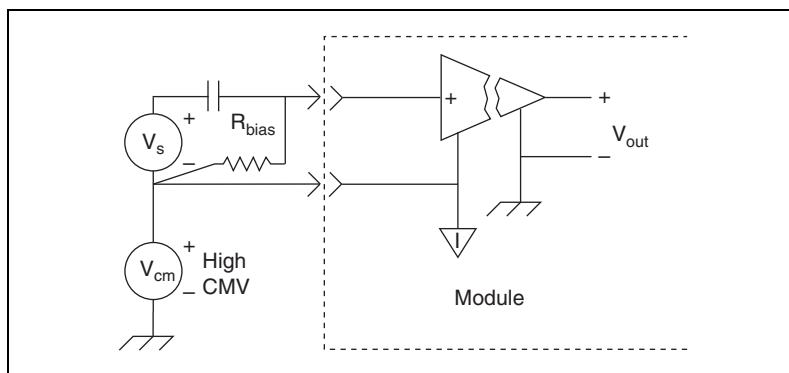 +
R_bias
+
+
V_s
−
V_out
−
I
+
V_cm
High
−
CMV
Module